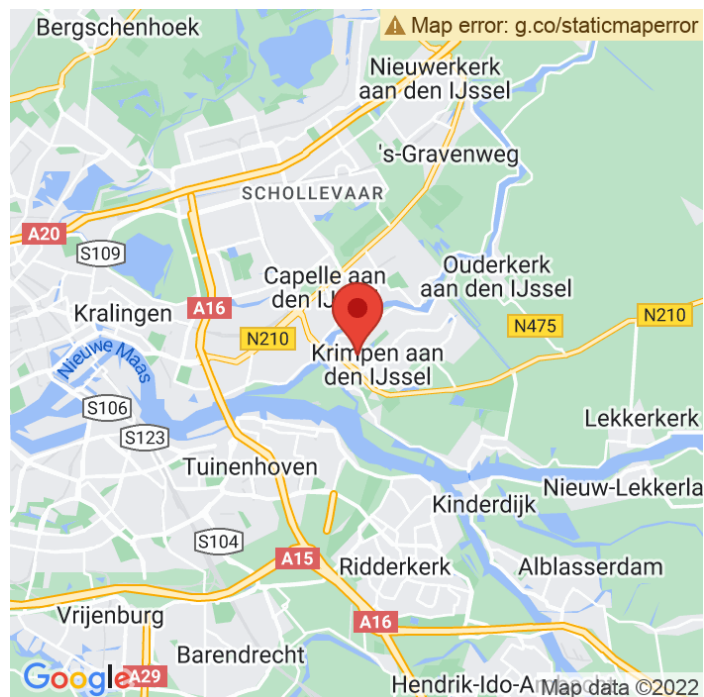 Map error: g.co/staticmaperror
Bergschenhoek
Nieuwerkerk
aan den IJssel
's-Gravenweg
SCHOLLEVAAR
A20
S109
Capelle aan
den IJ
Ouderkerk
aan den IJssel
A16
Kralingen
N210
N475
N210
Krimpen aan
den IJssel
Nieuwe Maas
S106
S123
Lekkerkerk
Tuinenhoven
Nieuw-Lekkerla
Kinderdijk
S104
A15
Ridderkerk
Alblasserdam
Vrijenburg
A16
Barendrecht
A29
Google
Hendrik-Ido-A
Map data ©2022